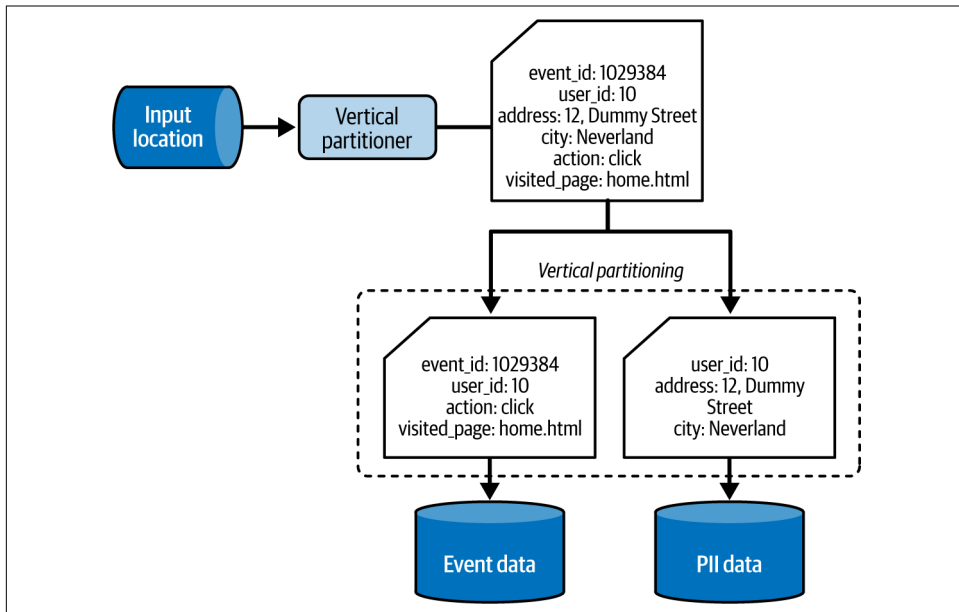 Input
location
Vertical
partitioner
event_id: 1029384
user_id: 10
address: 12, Dummy Street
city: Neverland
action: click
visited_page: home.html
Vertical partitioning
event_id: 1029384
user_id: 10
action: click
visited_page: home.html
user_id: 10
address: 12, Dummy
Street
city: Neverland
Event data
PII data